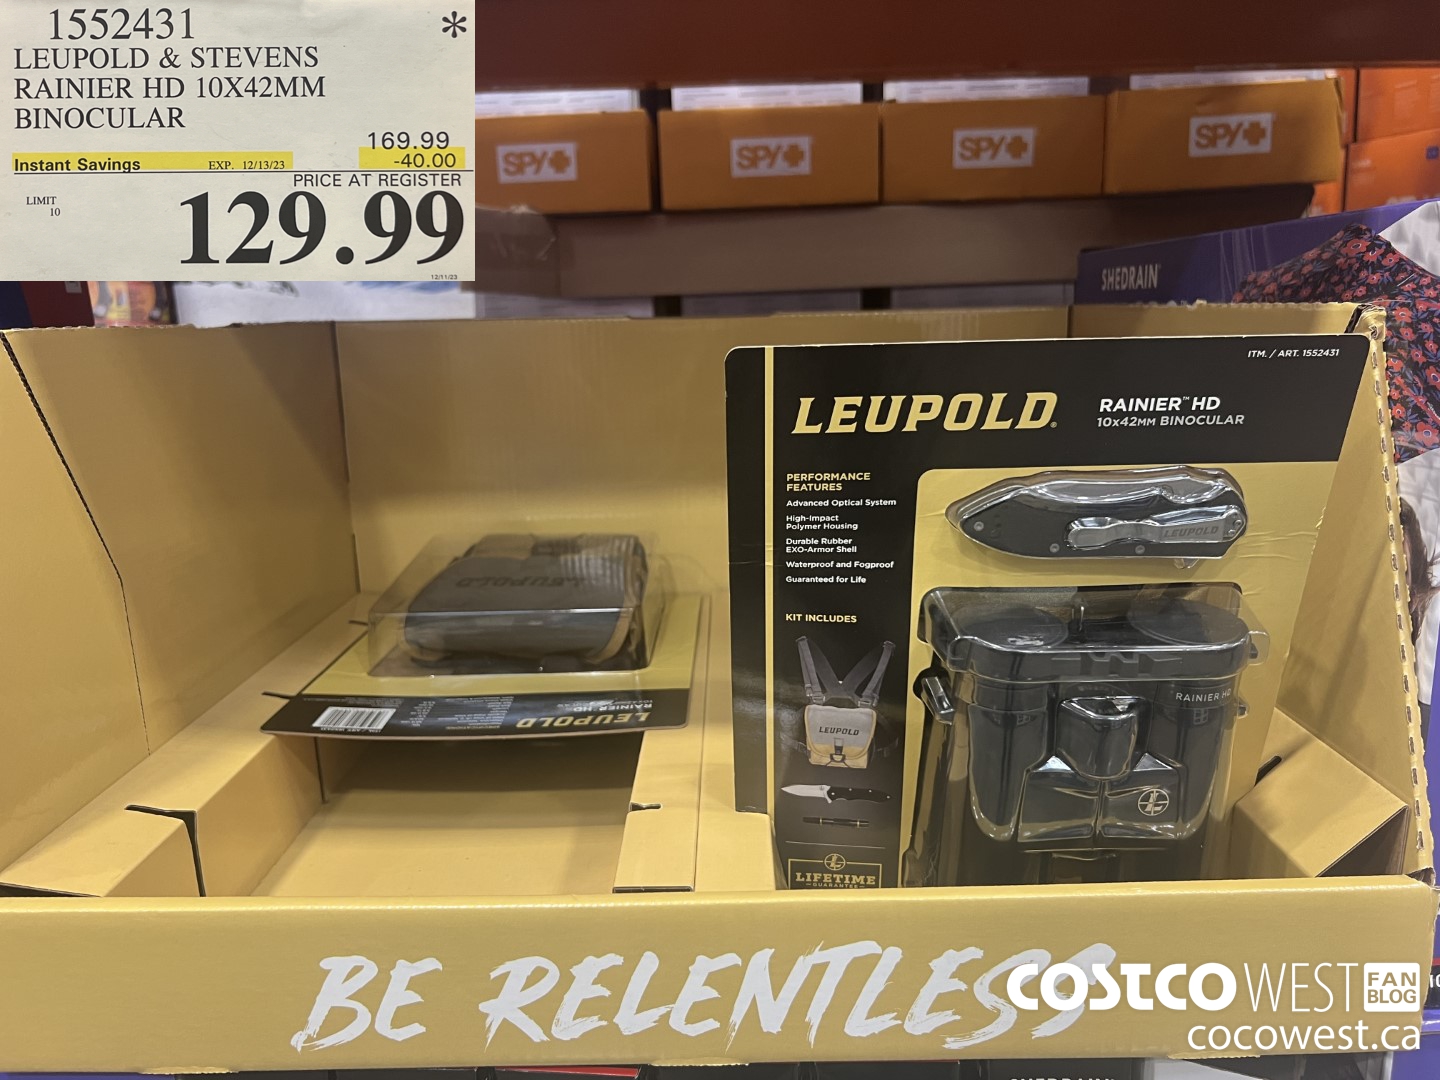 1552431 *
LEUPOLD & STEVENS
RAINIER HD 10X42MM
BINOCULAR
169.99
Instant Savings EXP. 12/13/23 -40.00
PRICE AT REGISTER
LIMIT
10
129.99
12/11/23
SPY
SPY
SPY
SPY
SHEDRAIN
ITM. / ART. 1552431
LEUPOLD
RAINIER™ HD
10x42MM BINOCULAR
PERFORMANCE
FEATURES
Advanced Optical System
High-Impact
Polymer Housing
Durable Rubber
EXO-Armor Shell
Waterproof and Fogproof
Guaranteed for Life
KIT INCLUDES
LEUPOLD
LIFETIME
GUARANTEE
LEUPOLD
RAINIER HD
LEUPOLD
LEUPOLD
RAINIER HD
BE RELENTLESS
COSTCO WEST FAN
BLOG
cocowest.ca